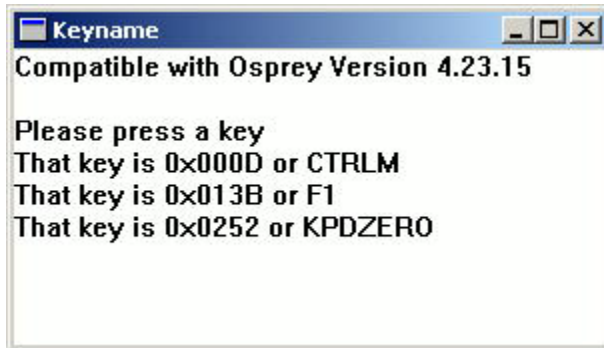 Keyname
Compatible with Osprey Version 4.23.15
Please press a key
That key is 0x000D or CTRLM
That key is 0x013B or F1
That key is 0x0252 or KPDZERO